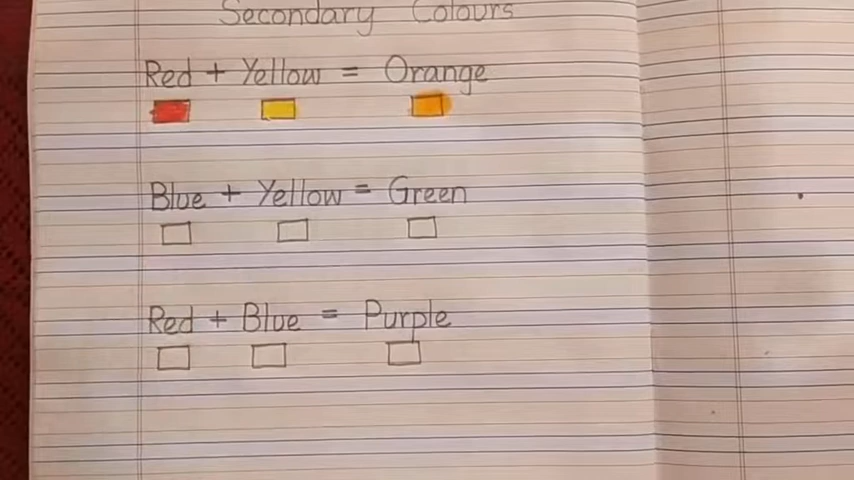 Secondary Colours
Red + Yellow = Orange
Blue + Yellow = Green
Red + Blue = Purple